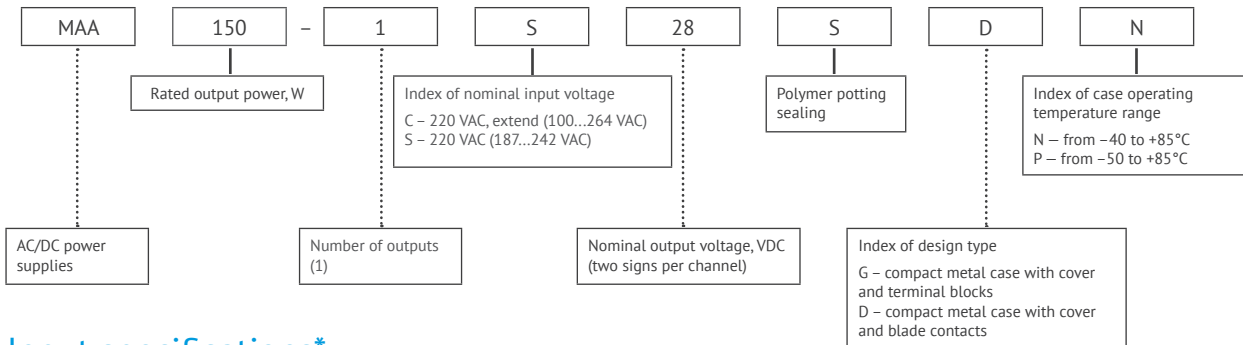 MAA 150 – 1 S 28 S D N
Rated output power, W
Index of nominal input voltage
C – 220 VAC, extend (100...264 VAC)
S – 220 VAC (187...242 VAC)
Polymer potting
sealing
Index of case operating
temperature range
N — from –40 to +85°C
P — from –50 to +85°C
AC/DC power
supplies
Number of outputs
(1)
Nominal output voltage, VDC
(two signs per channel)
Index of design type
G – compact metal case with cover
and terminal blocks
D – compact metal case with cover
and blade contacts